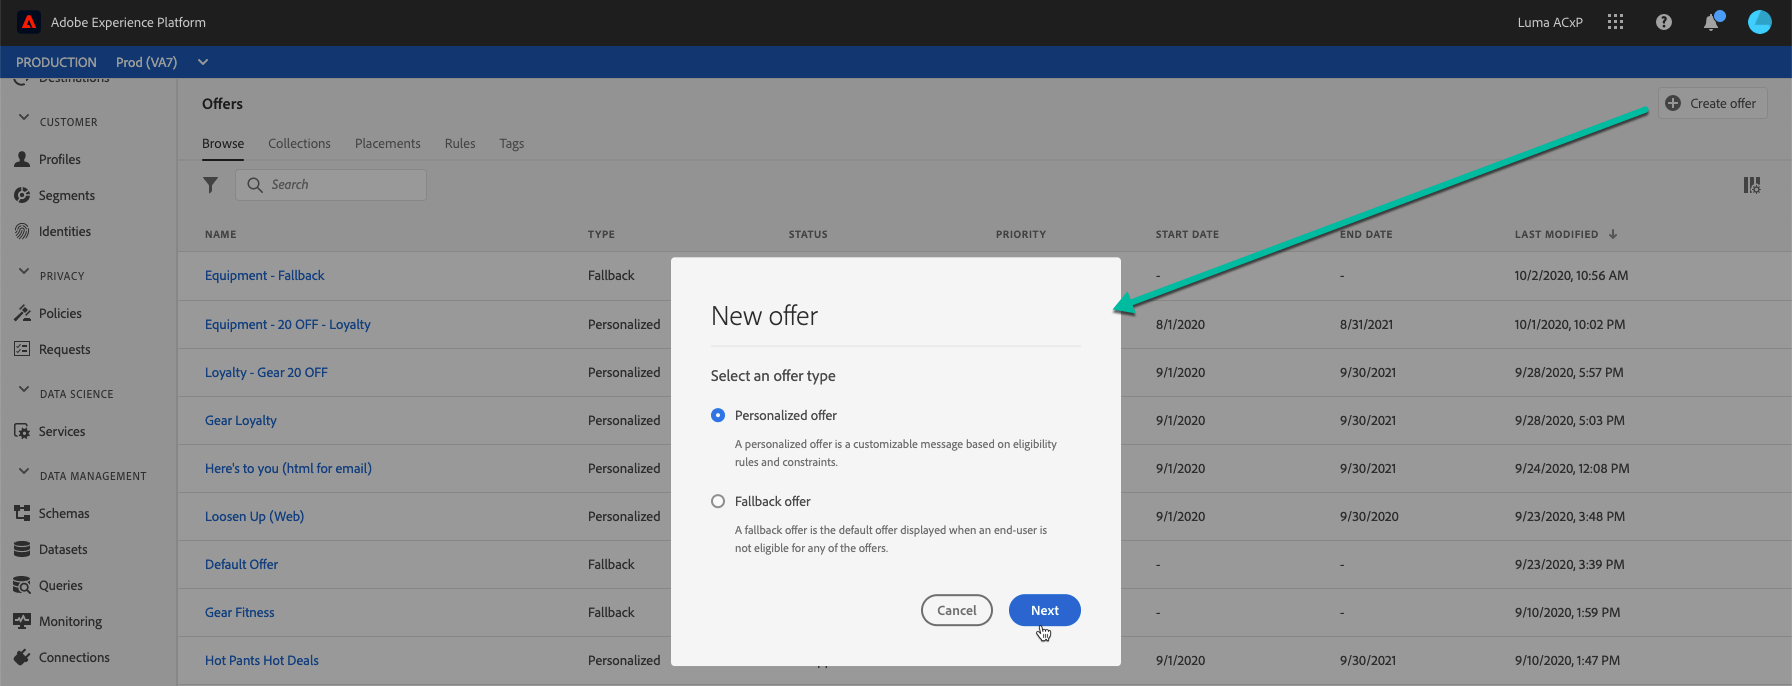 Adobe Experience Platform
Luma ACxP
PRODUCTION Prod (VA7)
Destinations
CUSTOMER
Profiles
Segments
Identities
PRIVACY
Policies
Requests
DATA SCIENCE
Services
DATA MANAGEMENT
Schemas
Datasets
Queries
Monitoring
Connections
Offers
Create offer
Browse Collections Placements Rules Tags
Search
NAME TYPE STATUS PRIORITY START DATE END DATE LAST MODIFIED
Equipment - Fallback Fallback - - 10/2/2020, 10:56 AM
Equipment - 20 OFF - Loyalty Personalized 8/1/2020 8/31/2021 10/1/2020, 10:02 PM
Loyalty - Gear 20 OFF Personalized 9/1/2020 9/30/2021 9/28/2020, 5:57 PM
Gear Loyalty Personalized 9/1/2020 9/30/2021 9/28/2020, 5:03 PM
Here's to you (html for email) Personalized 9/1/2020 9/30/2021 9/24/2020, 12:08 PM
Loosen Up (Web) Personalized 9/1/2020 9/30/2020 9/23/2020, 3:48 PM
Default Offer Fallback - - 9/23/2020, 3:39 PM
Gear Fitness Fallback - - 9/10/2020, 1:59 PM
Hot Pants Hot Deals Personalized 9/1/2020 9/30/2021 9/10/2020, 1:47 PM
New offer
Select an offer type
Personalized offer
A personalized offer is a customizable message based on eligibility
rules and constraints.
Fallback offer
A fallback offer is the default offer displayed when an end-user is
not eligible for any of the offers.
Cancel Next